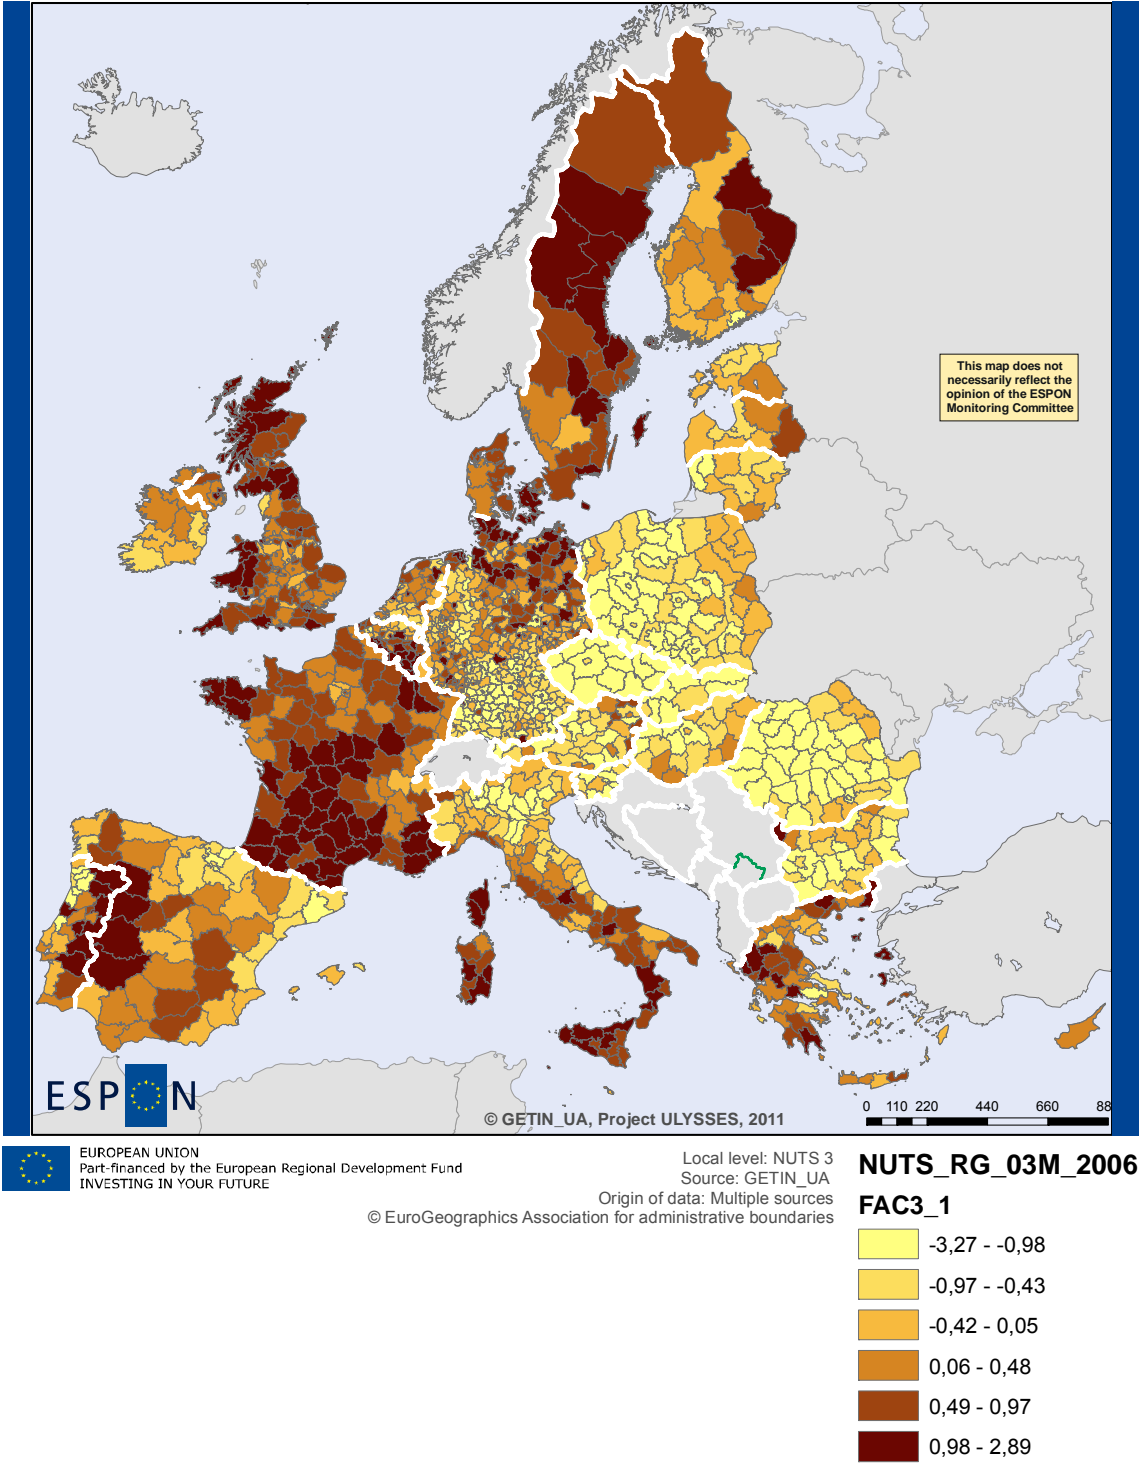 This map does not
necessarily reflect the
opinion of the ESPON
Monitoring Committee
ESPON
© GETIN_UA, Project ULYSSES, 2011
0 110 220 440 660 88
EUROPEAN UNION
Part-financed by the European Regional Development Fund
INVESTING IN YOUR FUTURE
Local level: NUTS 3
Source: GETIN_UA
Origin of data: Multiple sources
© EuroGeographics Association for administrative boundaries
NUTS_RG_03M_2006
FAC3_1
-3,27 - -0,98
-0,97 - -0,43
-0,42 - 0,05
0,06 - 0,48
0,49 - 0,97
0,98 - 2,89